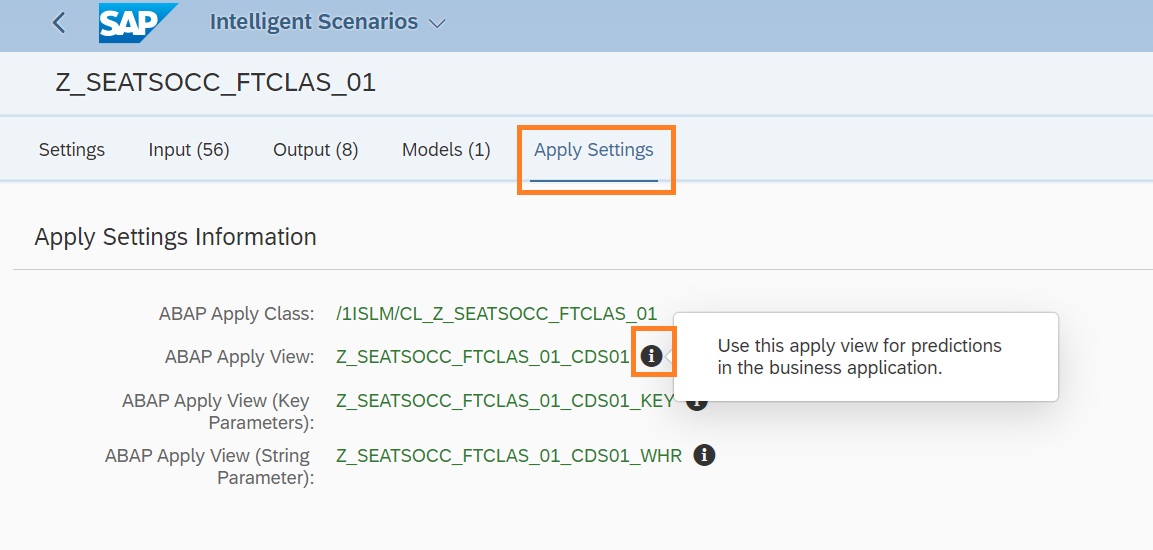 SAP Intelligent Scenarios
Z_SEATSOCC_FTCLAS_01
Settings Input (56) Output (8) Models (1) Apply Settings
Apply Settings Information
ABAP Apply Class: /1ISLM/CL_Z_SEATSOCC_FTCLAS_01
ABAP Apply View: Z_SEATSOCC_FTCLAS_01_CDS01
Use this apply view for predictions
in the business application.
ABAP Apply View (Key
Parameters):
Z_SEATSOCC_FTCLAS_01_CDS01_KEY
ABAP Apply View (String
Parameter):
Z_SEATSOCC_FTCLAS_01_CDS01_WHR